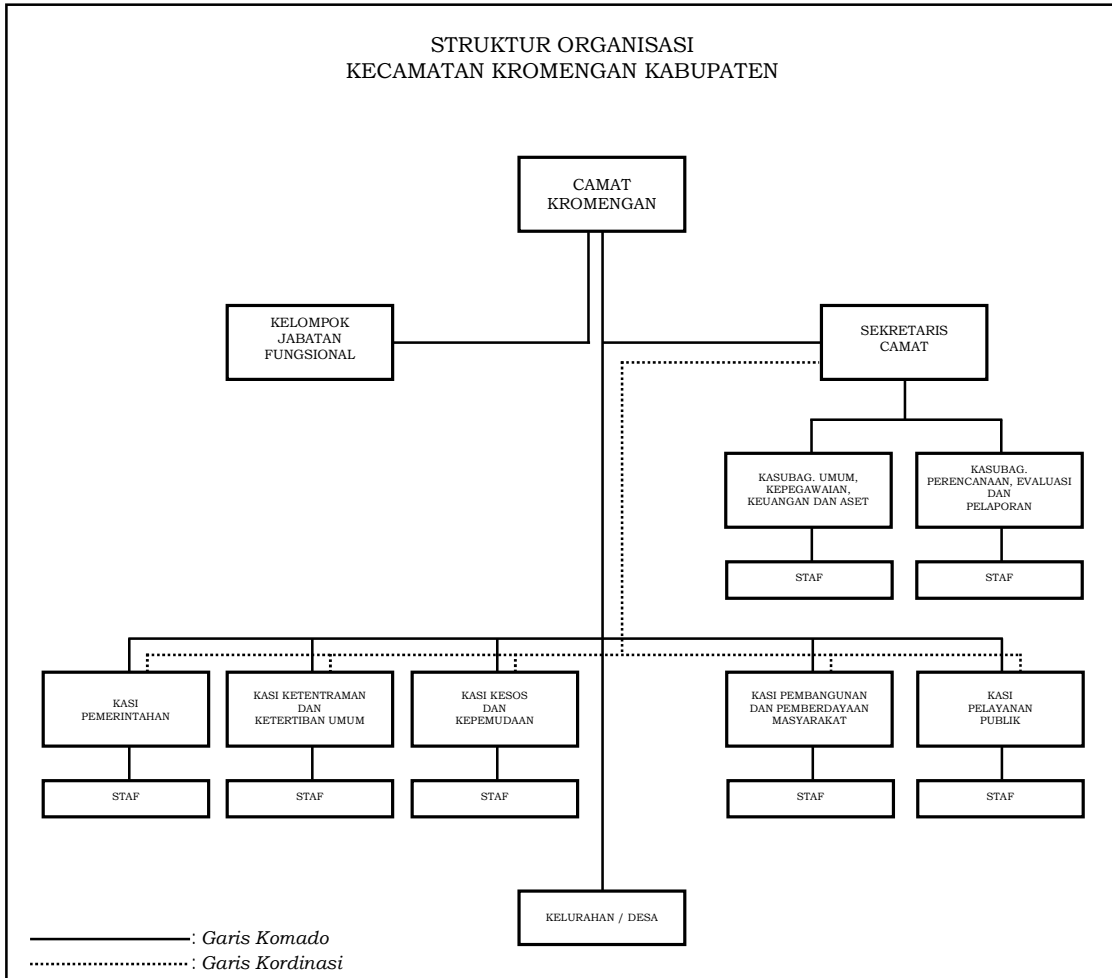 STRUKTUR ORGANISASI
KECAMATAN KROMENGAN KABUPATEN
CAMAT
KROMENGAN
KELOMPOK
JABATAN
FUNGSIONAL
SEKRETARIS
CAMAT
KASUBAG. UMUM,
KEPEGAWAIAN,
KEUANGAN DAN ASET
KASUBAG.
PERENCANAAN, EVALUASI
DAN
PELAPORAN
STAF
STAF
KASI
PEMERINTAHAN
KASI KETENTRAMAN
DAN
KETERTIBAN UMUM
KASI KESOS
DAN
KEPEMUDAAN
KASI PEMBANGUNAN
DAN PEMBERDAYAAN
MASYARAKAT
KASI
PELAYANAN
PUBLIK
STAF
STAF
STAF
STAF
STAF
KELURAHAN / DESA
: Garis Komado
: Garis Kordinasi